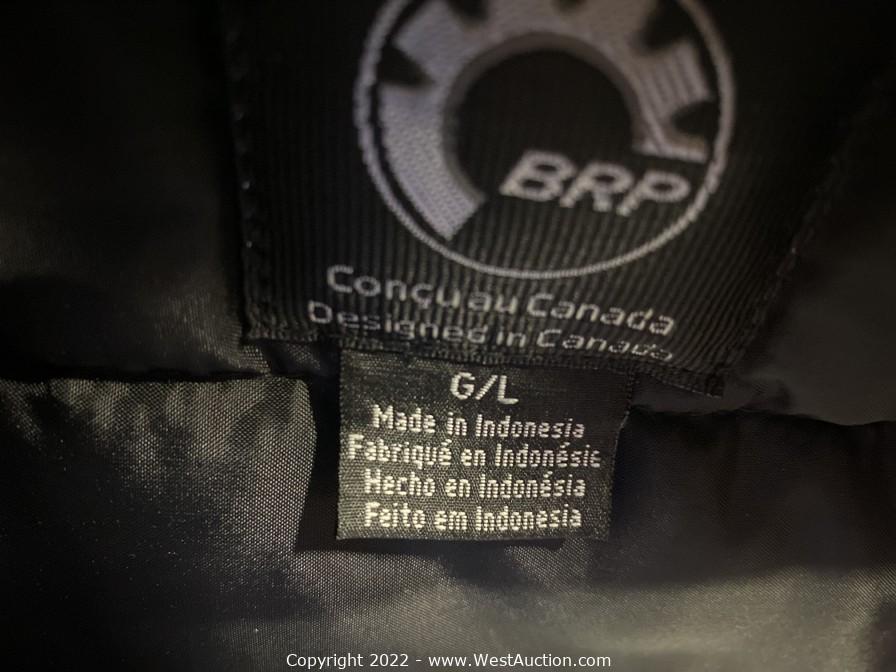 BRP
Conçu au Canada
Designed in Canada
G/L
Made in Indonesia
Fabriqué en Indonésie
Hecho en Indonésia
Feito em Indonesia
Copyright 2022 - www.WestAuction.com